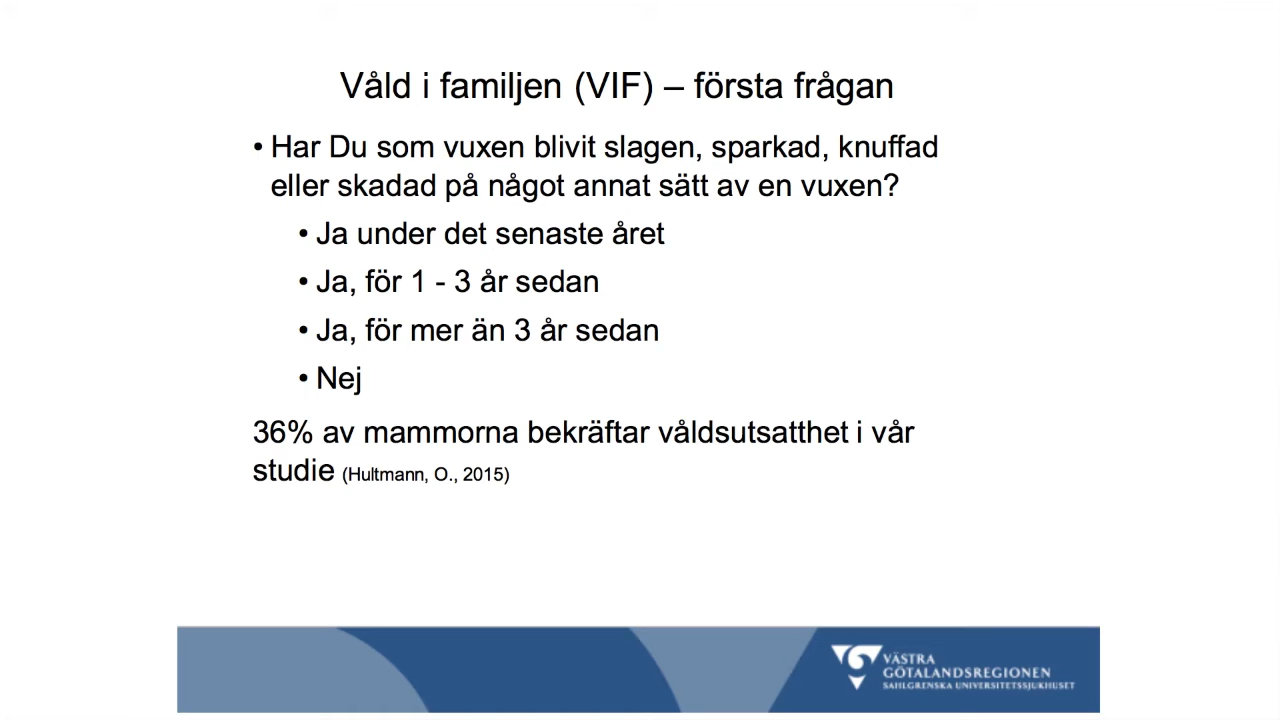 Våld i familjen (VIF) – första frågan
• Har Du som vuxen blivit slagen, sparkad, knuffad
eller skadad på något annat sätt av en vuxen?
• Ja under det senaste året
• Ja, för 1 - 3 år sedan
• Ja, för mer än 3 år sedan
• Nej
36% av mammorna bekräftar våldsutsatthet i vår
studie (Hultmann, O., 2015)
VÄSTRA
GÖTALANDSREGIONEN
SAHLGRENSKA UNIVERSITETSSJUKHUSET